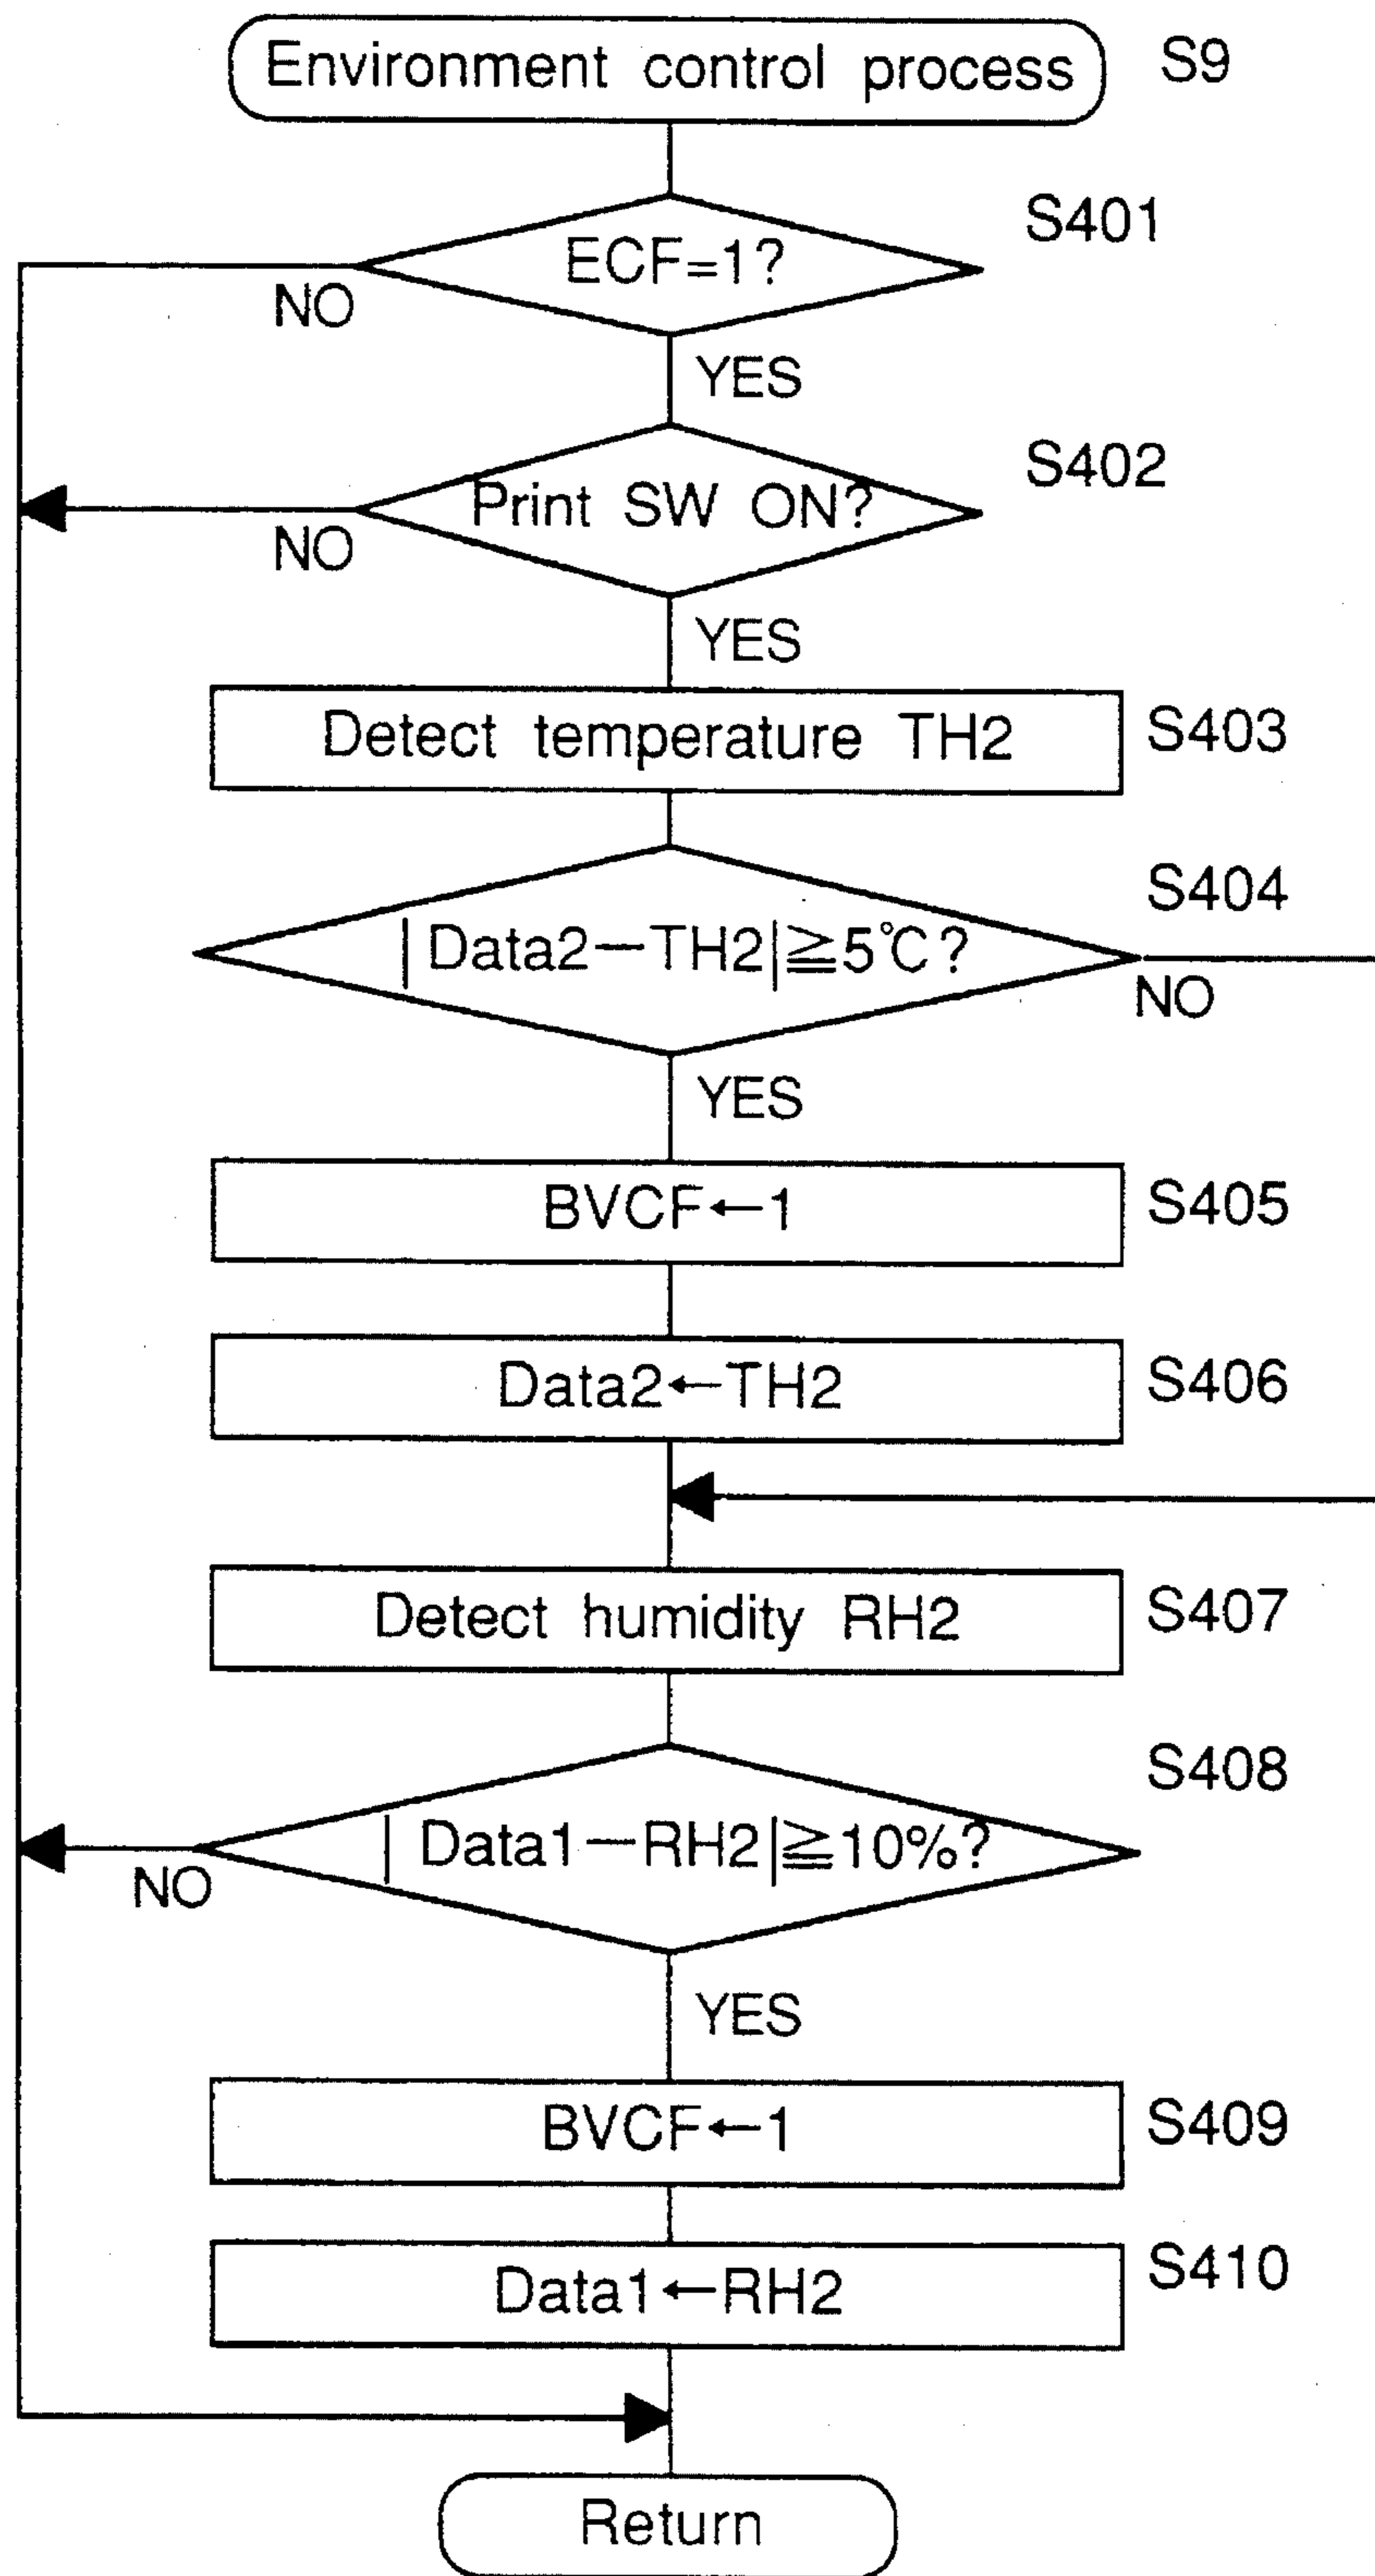 Environment control process S9
S401
ECF=1?
NO
YES
S402
Print SW ON?
NO
YES
Detect temperature TH2 S403
S404
|Data2−TH2|≧5℃?
NO
YES
BVCF←1 S405
Data2←TH2 S406
Detect humidity RH2 S407
S408
|Data1−RH2|≧10%?
NO
YES
BVCF←1 S409
Data1←RH2 S410
Return